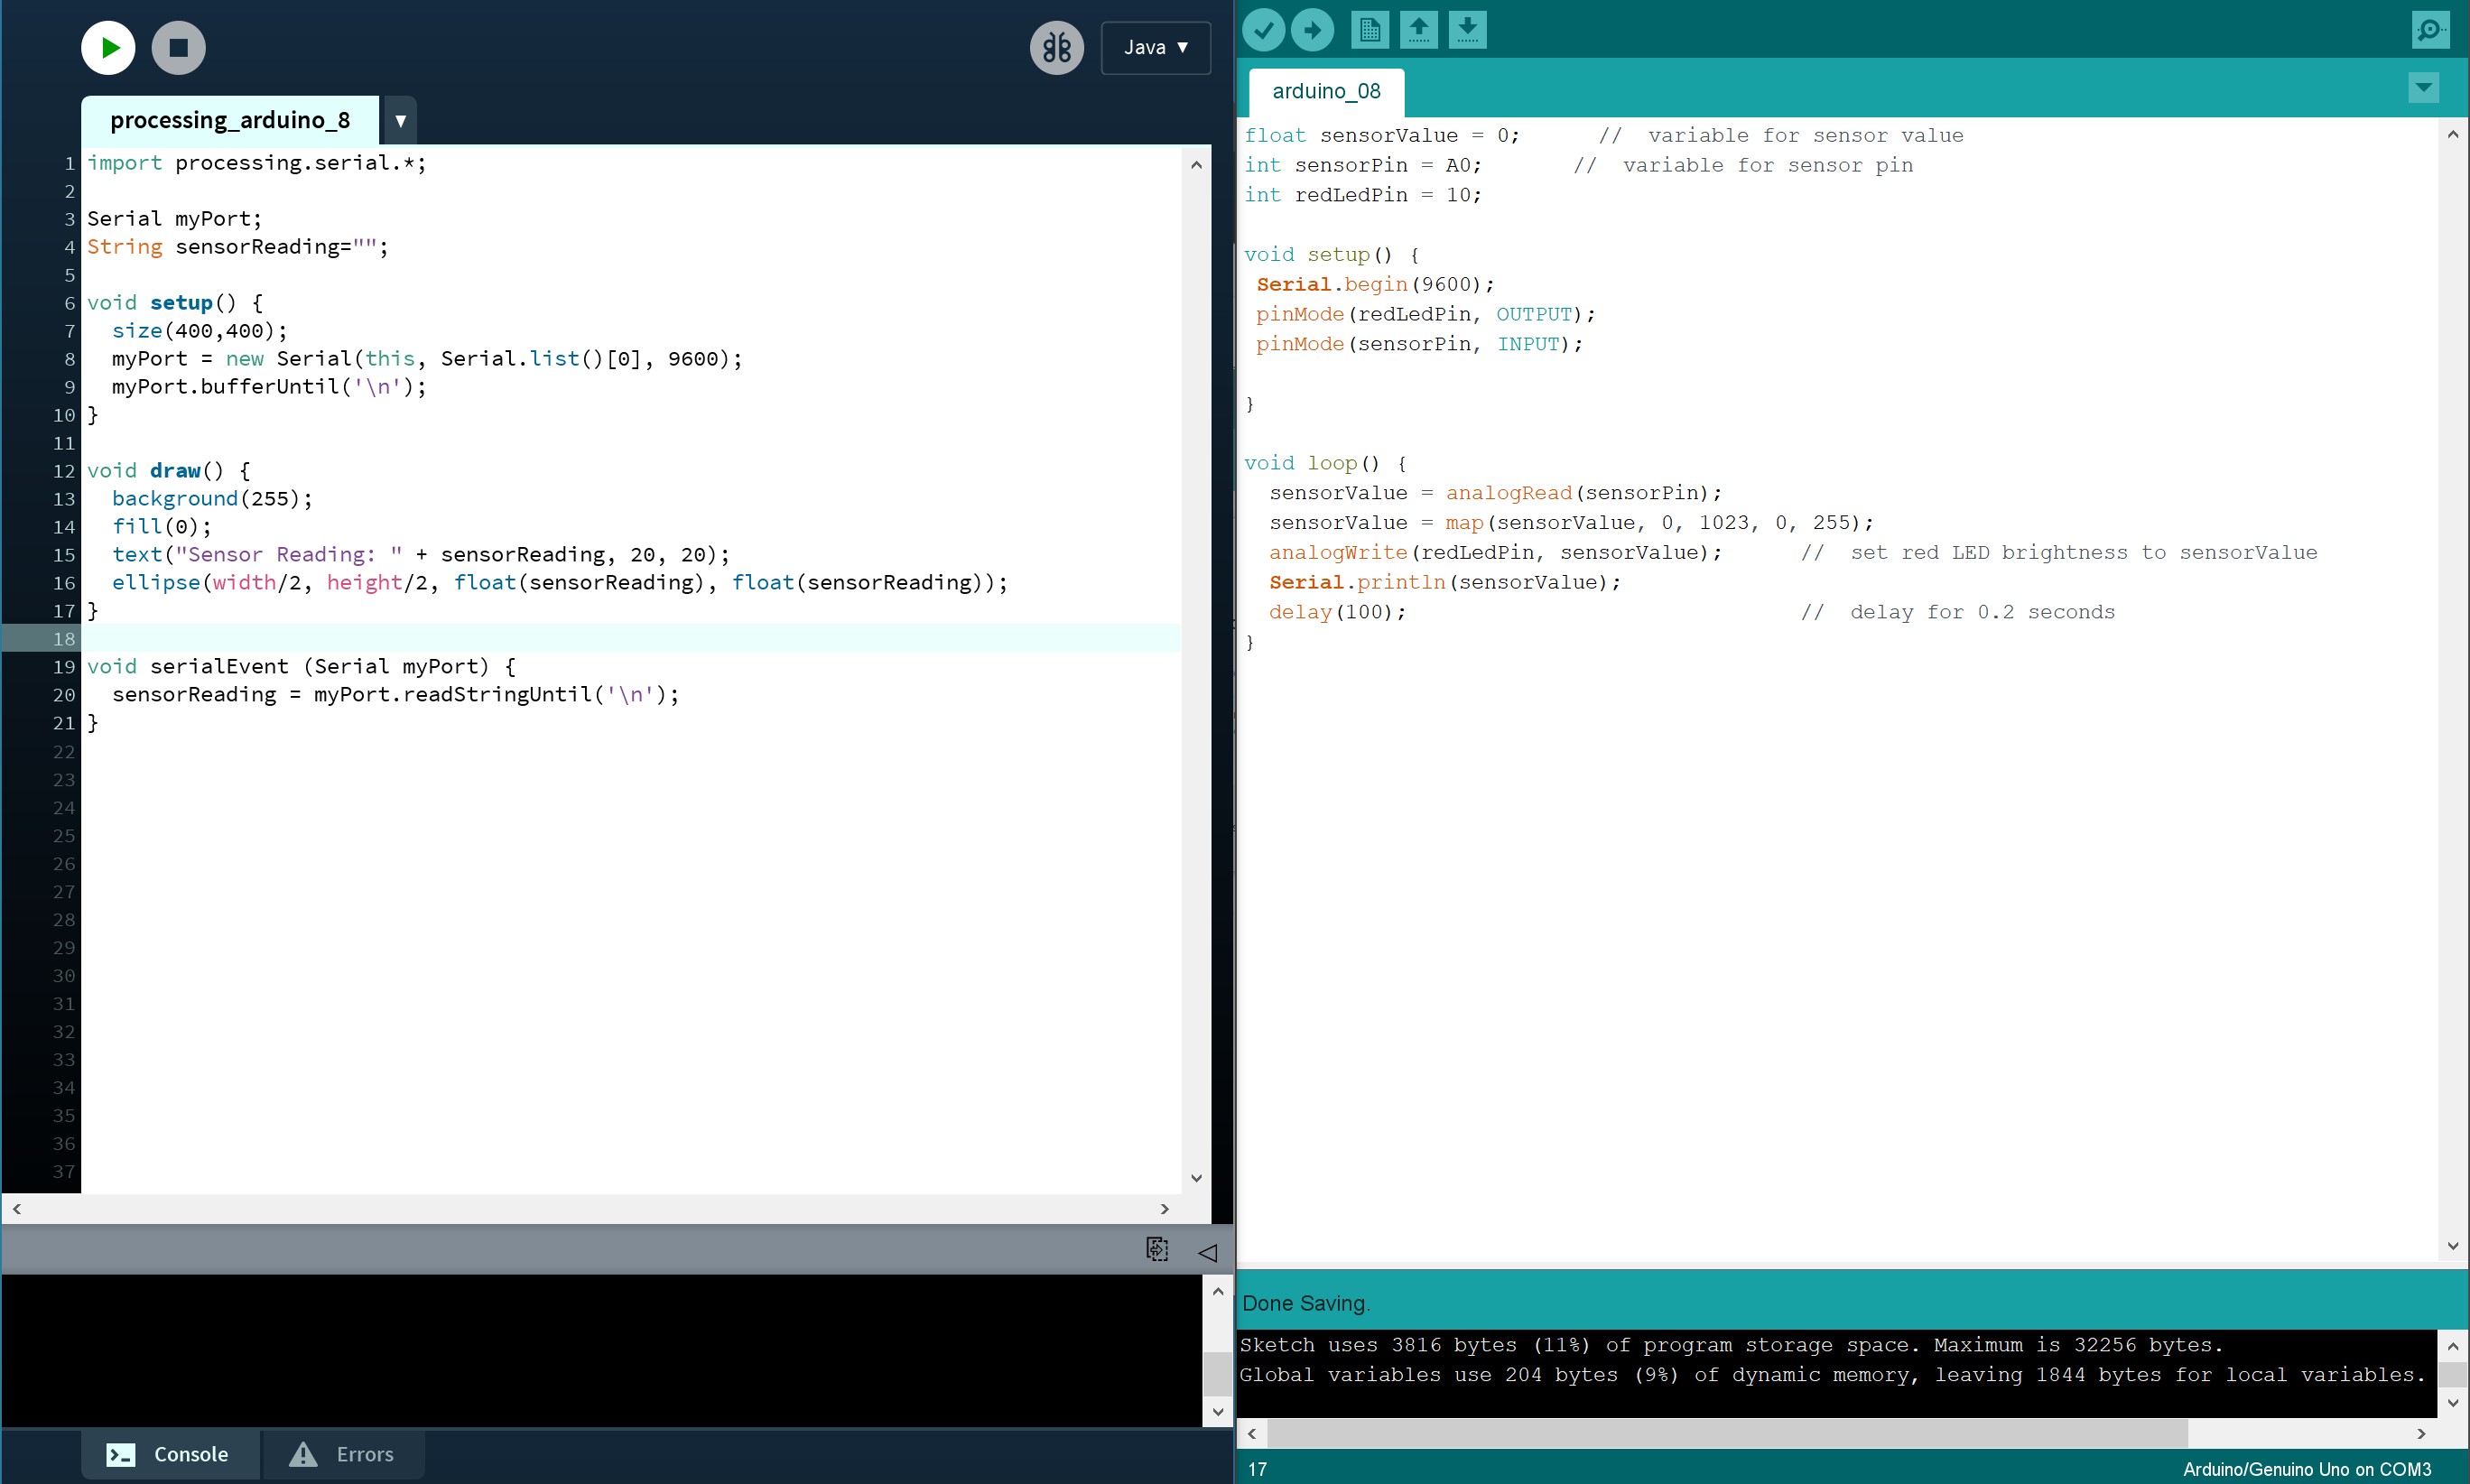 Java ▼
processing_arduino_8 ▼
1 import processing.serial.*;
2
3 Serial myPort;
4 String sensorReading="";
5
6 void setup() {
7   size(400,400);
8   myPort = new Serial(this, Serial.list()[0], 9600);
9   myPort.bufferUntil('\n');
10 }
11
12 void draw() {
13   background(255);
14   fill(0);
15   text("Sensor Reading: " + sensorReading, 20, 20);
16   ellipse(width/2, height/2, float(sensorReading), float(sensorReading));
17 }
18
19 void serialEvent (Serial myPort) {
20   sensorReading = myPort.readStringUntil('\n');
21 }
22
23
24
25
26
27
28
29
30
31
32
33
34
35
36
37
Console
Errors
arduino_08
float sensorValue = 0;      //  variable for sensor value
int sensorPin = A0;       //  variable for sensor pin
int redLedPin = 10;
void setup() {
 Serial.begin(9600);
 pinMode(redLedPin, OUTPUT);
 pinMode(sensorPin, INPUT);
}
void loop() {
  sensorValue = analogRead(sensorPin);
  sensorValue = map(sensorValue, 0, 1023, 0, 255);
  analogWrite(redLedPin, sensorValue);      //  set red LED brightness to sensorValue
  Serial.println(sensorValue);
  delay(100);                               //  delay for 0.2 seconds
}
Done Saving.
Sketch uses 3816 bytes (11%) of program storage space. Maximum is 32256 bytes.
Global variables use 204 bytes (9%) of dynamic memory, leaving 1844 bytes for local variables.
17
Arduino/Genuino Uno on COM3